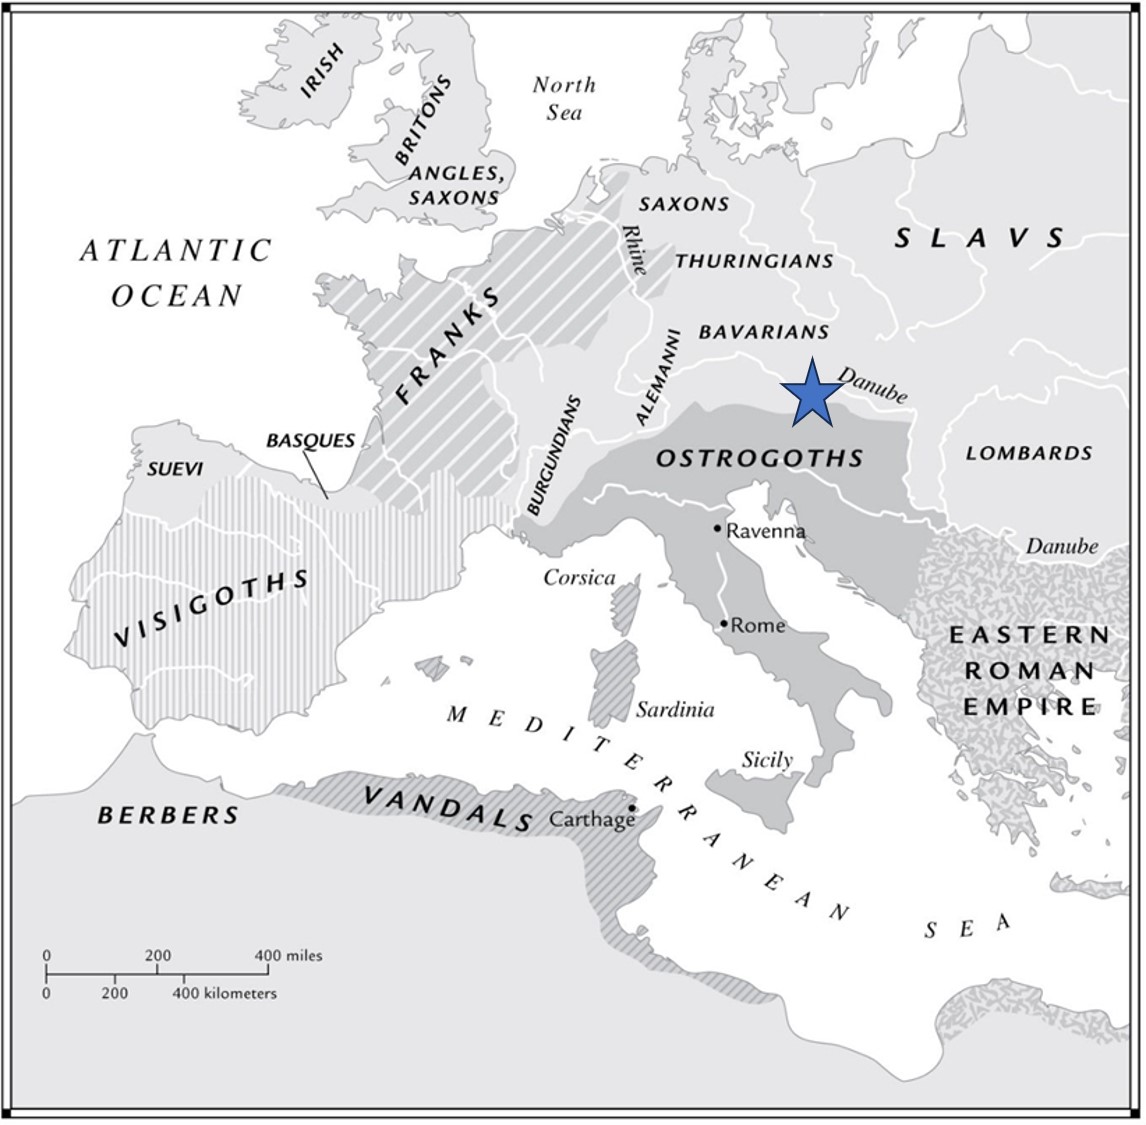 IRISH
BRITONS
North
Sea
ANGLES,
SAXONS
SAXONS
ATLANTIC
OCEAN
Rhine
SLAVS
THURINGIANS
FRANKS
BAVARIANS
ALEMANNI
Danube
BURGUNDIANS
BASQUES
SUEVI
OSTROGOTHS
LOMBARDS
Ravenna
Danube
Corsica
VISIGOTHS
Rome
EASTERN
ROMAN
EMPIRE
Sardinia
MEDITERRANEAN SEA
Sicily
BERBERS
VANDALS
Carthage
0 200 400 miles
0 200 400 kilometers